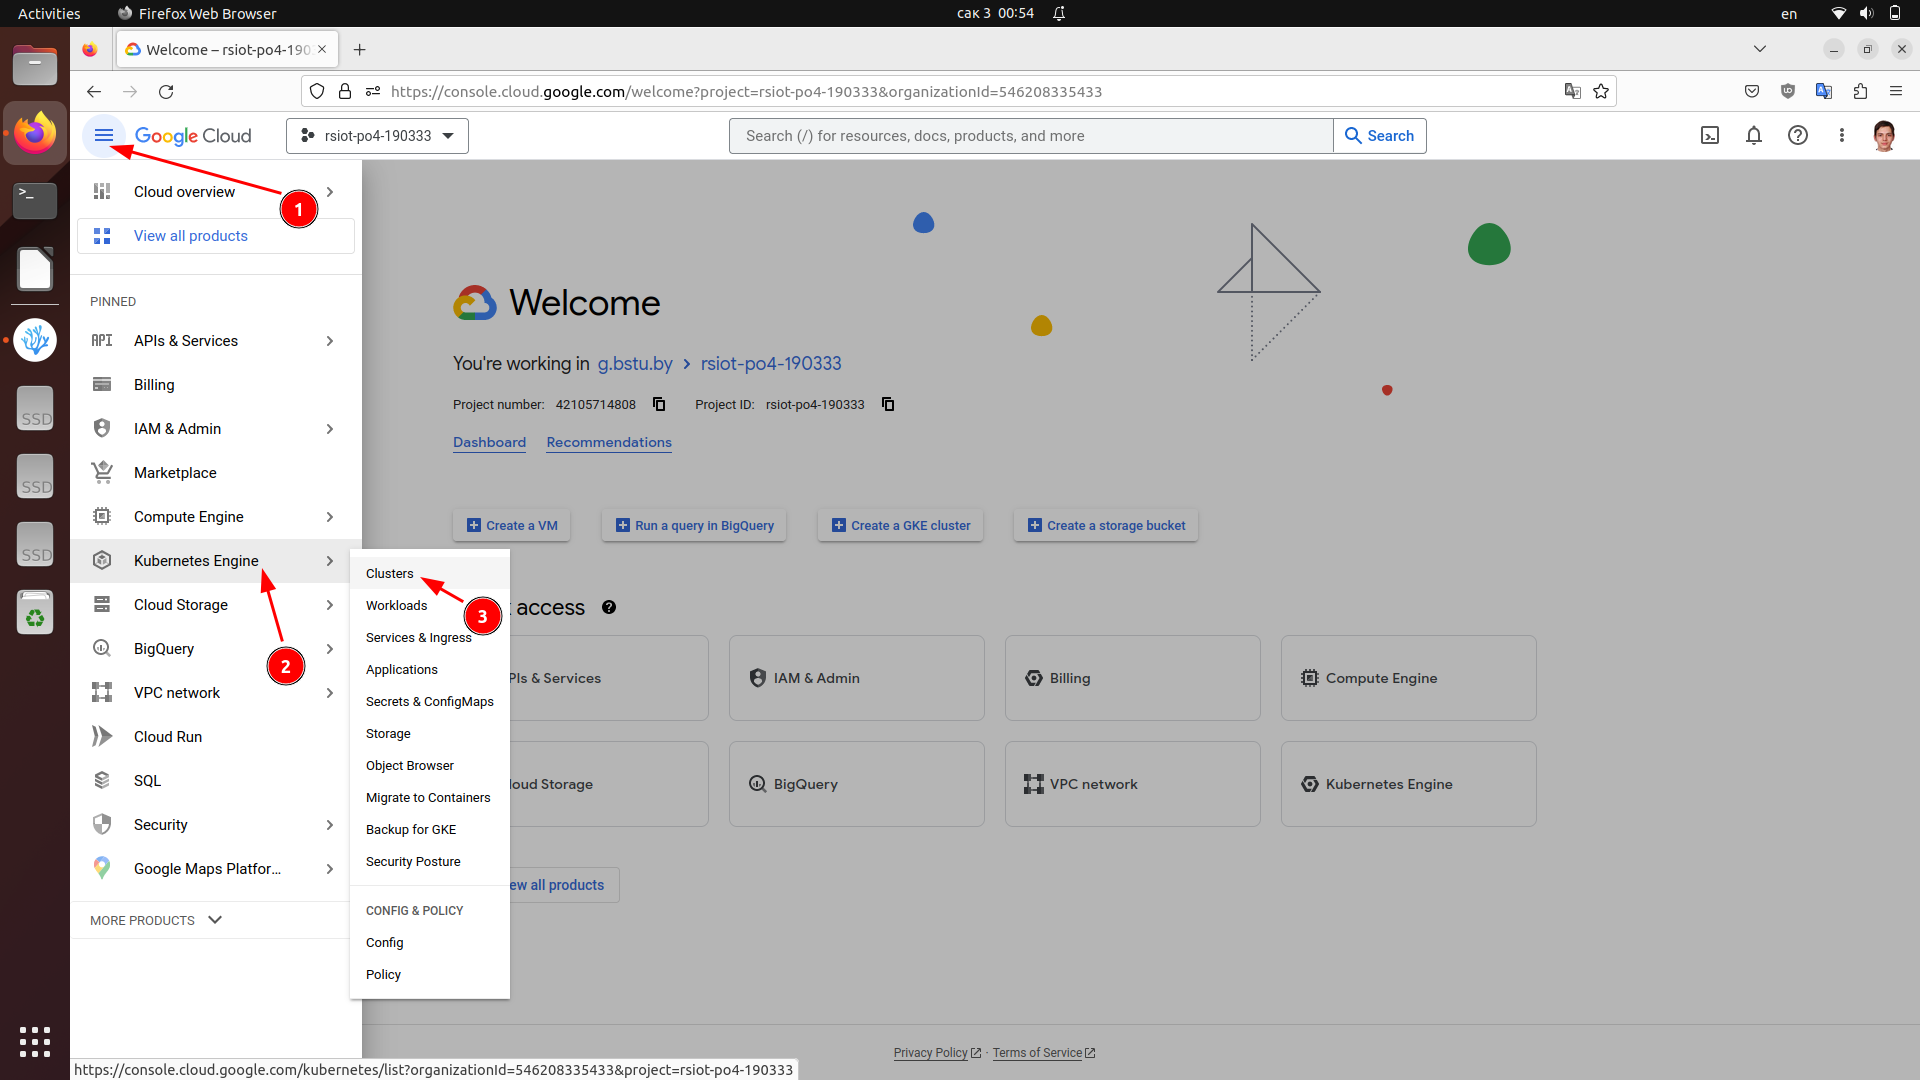 Activities
Firefox Web Browser
сак 3 00:54
en
Welcome – rsiot-po4-190
https://console.cloud.google.com/welcome?project=rsiot-po4-190333&organizationId=546208335433
Google Cloud
rsiot-po4-190333
Search (/) for resources, docs, products, and more
Search
1
Cloud overview
View all products
PINNED
API
APIs & Services
Billing
IAM & Admin
Marketplace
Compute Engine
Kubernetes Engine
Cloud Storage
BigQuery
VPC network
Cloud Run
SQL
Security
Google Maps Platfor...
MORE PRODUCTS
2
Clusters
Workloads
Services & Ingress
Applications
Secrets & ConfigMaps
Storage
Object Browser
Migrate to Containers
Backup for GKE
Security Posture
CONFIG & POLICY
Config
Policy
3
Welcome
You're working in g.bstu.by > rsiot-po4-190333
Project number: 42105714808 Project ID: rsiot-po4-190333
Dashboard Recommendations
Create a VM
Run a query in BigQuery
Create a GKE cluster
Create a storage bucket
access
PIs & Services
IAM & Admin
Billing
Compute Engine
loud Storage
BigQuery
VPC network
Kubernetes Engine
ew all products
Privacy Policy · Terms of Service
SSD
SSD
SSD
https://console.cloud.google.com/kubernetes/list?organizationId=546208335433&project=rsiot-po4-190333